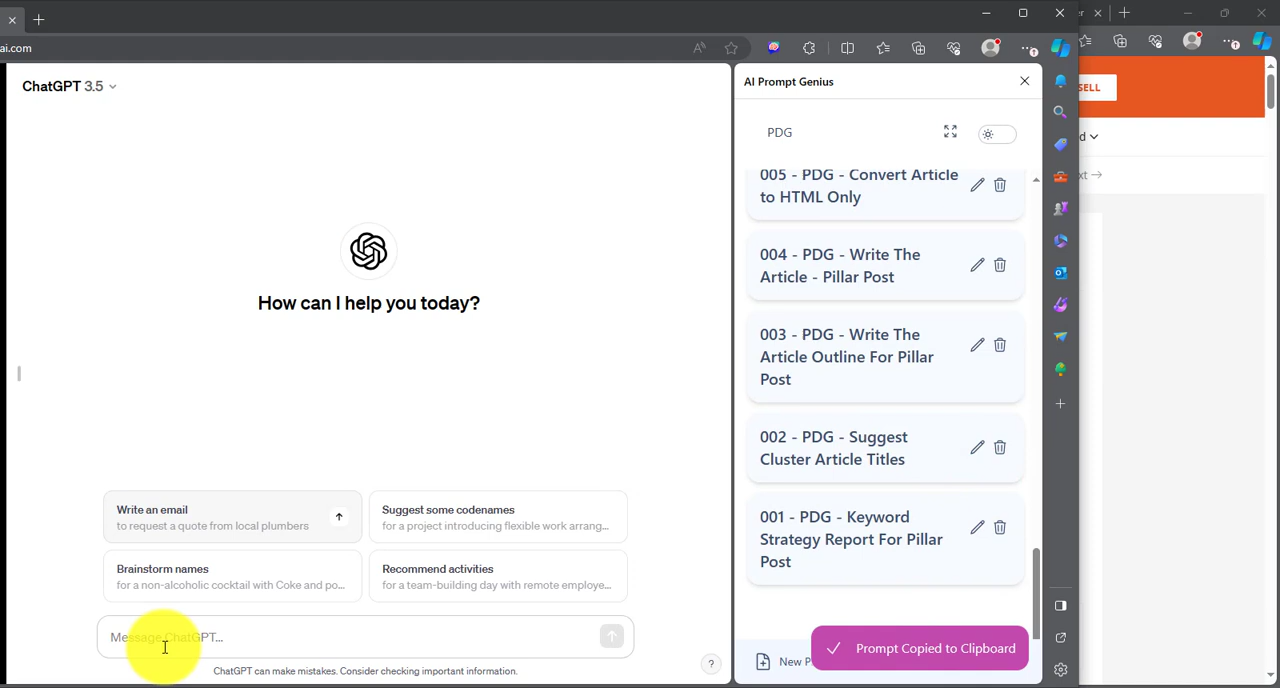 ai.com
ChatGPT 3.5
How can I help you today?
Write an email
to request a quote from local plumbers
Suggest some codenames
for a project introducing flexible work arrang...
Brainstorm names
for a non-alcoholic cocktail with Coke and po...
Recommend activities
for a team-building day with remote employe...
Message ChatGPT...
ChatGPT can make mistakes. Consider checking important information.
?
AI Prompt Genius
PDG
005 - PDG - Convert Article
to HTML Only
004 - PDG - Write The
Article - Pillar Post
003 - PDG - Write The
Article Outline For Pillar
Post
002 - PDG - Suggest
Cluster Article Titles
001 - PDG - Keyword
Strategy Report For Pillar
Post
New P
Prompt Copied to Clipboard
er
SELL
d
xt →